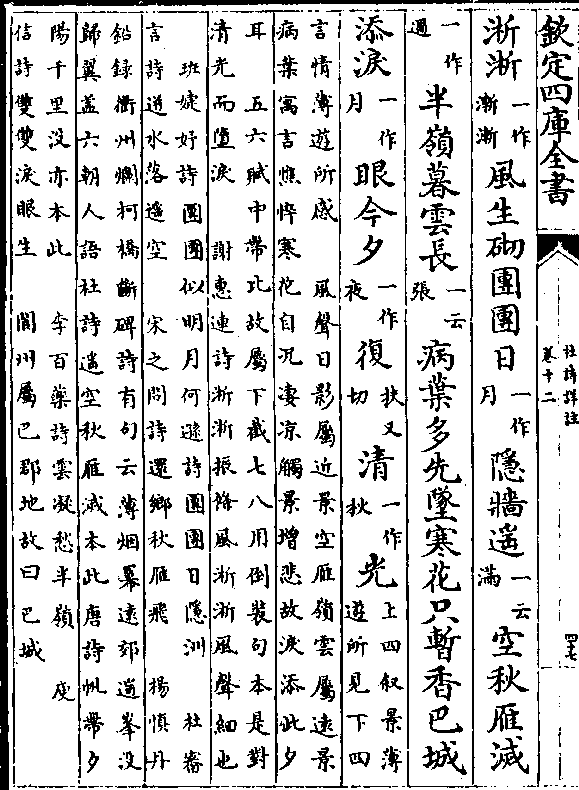 欽定四庫全書
杜詩詳註
卷十二
四七
淅淅一作漸漸風生砌團團日一作月隱牆遙一云滿空秋雁滅
一作過半嶺暮雲長一云張病葉多先墜寒花只暫香巴城
添淚一作月眼今夕一作夜復扶又切清一作秋光上四叙景薄遊所見下四
言情薄遊所感 風聲日影屬近景空雁嶺雲屬遠景
病葉寓言憔悴寒花自況凄凉觸景增悲故淚添此夕
耳 五六賦中帶比故屬下截七八用倒裝句本是對
清光而墮淚 謝惠連詩淅淅振條風淅淅風聲細也
班婕妤詩團團似明月何遜詩團團日隱洲 杜審
言詩道水落遥空 宋之問詩還鄉秋雁飛 楊慎丹
鉛録衢州爛柯橋斷碑詩有句云薄烟羃遠郊遥峯没
歸翼蓋六朝人語杜詩遥空秋雁滅本此唐詩帆帶夕
陽千里没亦本此 李百藥詩雲凝愁半嶺 庾
信詩雙雙淚眼生 閬州屬巴郡地故曰巴城